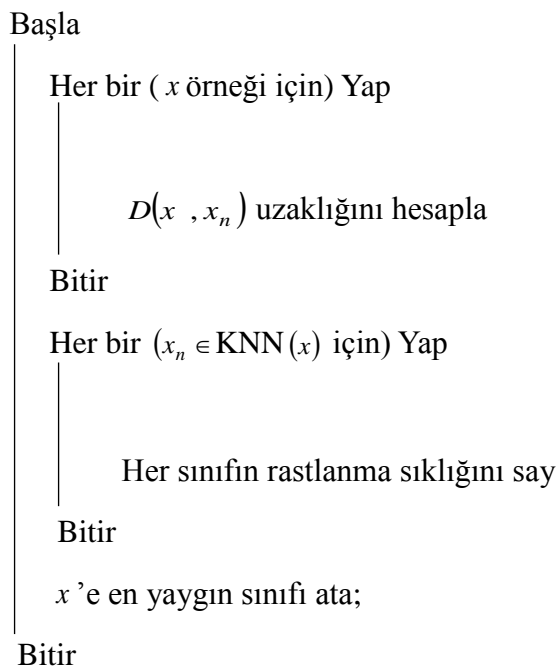 Başla
Her bir ( x örneği için) Yap
D(x , xₙ) uzaklığını hesapla
Bitir
Her bir (xₙ ∈ KNN(x) için) Yap
Her sınıfın rastlanma sıklığını say
Bitir
x 'e en yaygın sınıfı ata;
Bitir